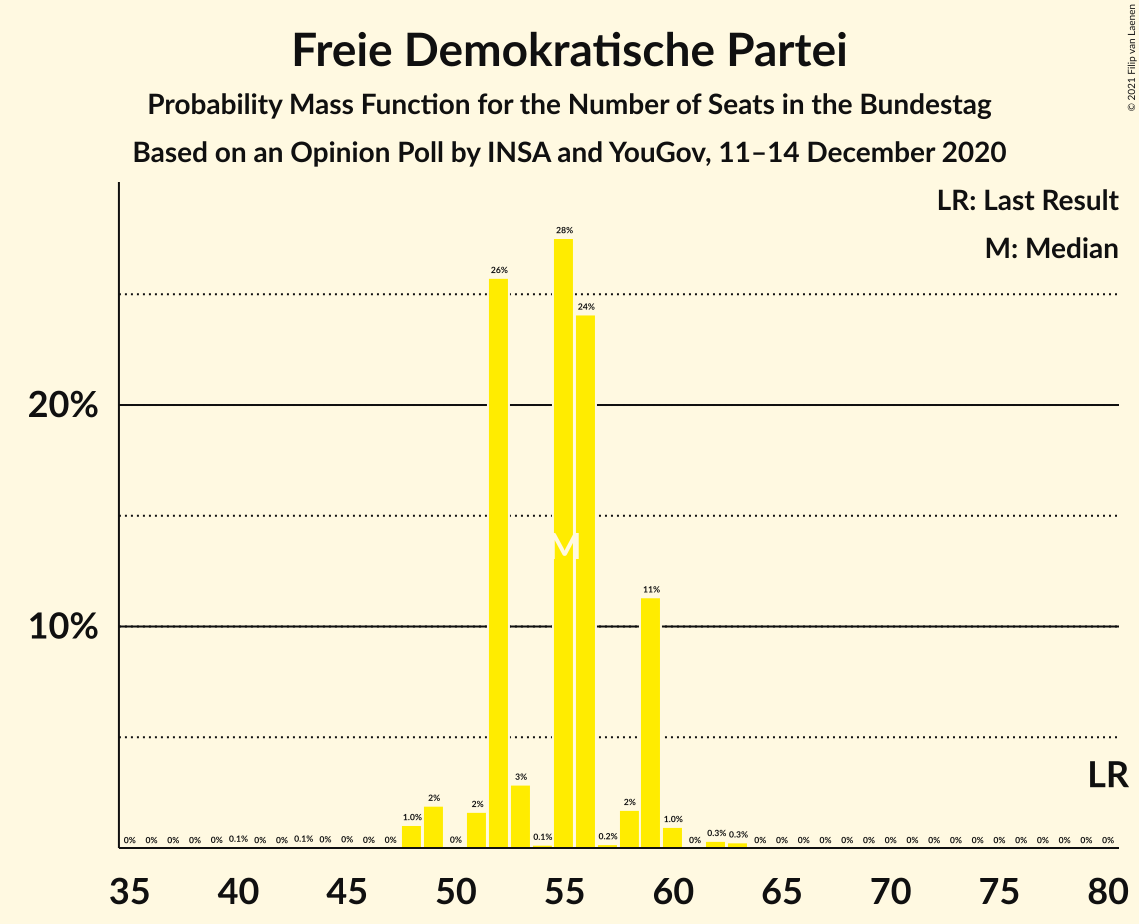 Freie Demokratische Partei
Probability Mass Function for the Number of Seats in the Bundestag
Based on an Opinion Poll by INSA and YouGov, 11–14 December 2020
© 2021 Filip van Laenen
LR: Last Result
M: Median
20%
10%
0% 0% 0% 0% 0% 0.1% 0% 0% 0.1% 0% 0% 0% 0% 1.0% 2% 0% 2% 26% 3% 0.1% 28% 24% 0.2% 2% 11% 1.0% 0% 0.3% 0.3% 0% 0% 0% 0% 0% 0% 0% 0% 0% 0% 0% 0% 0% 0% 0% 0% 0%
M
LR
35 40 45 50 55 60 65 70 75 80